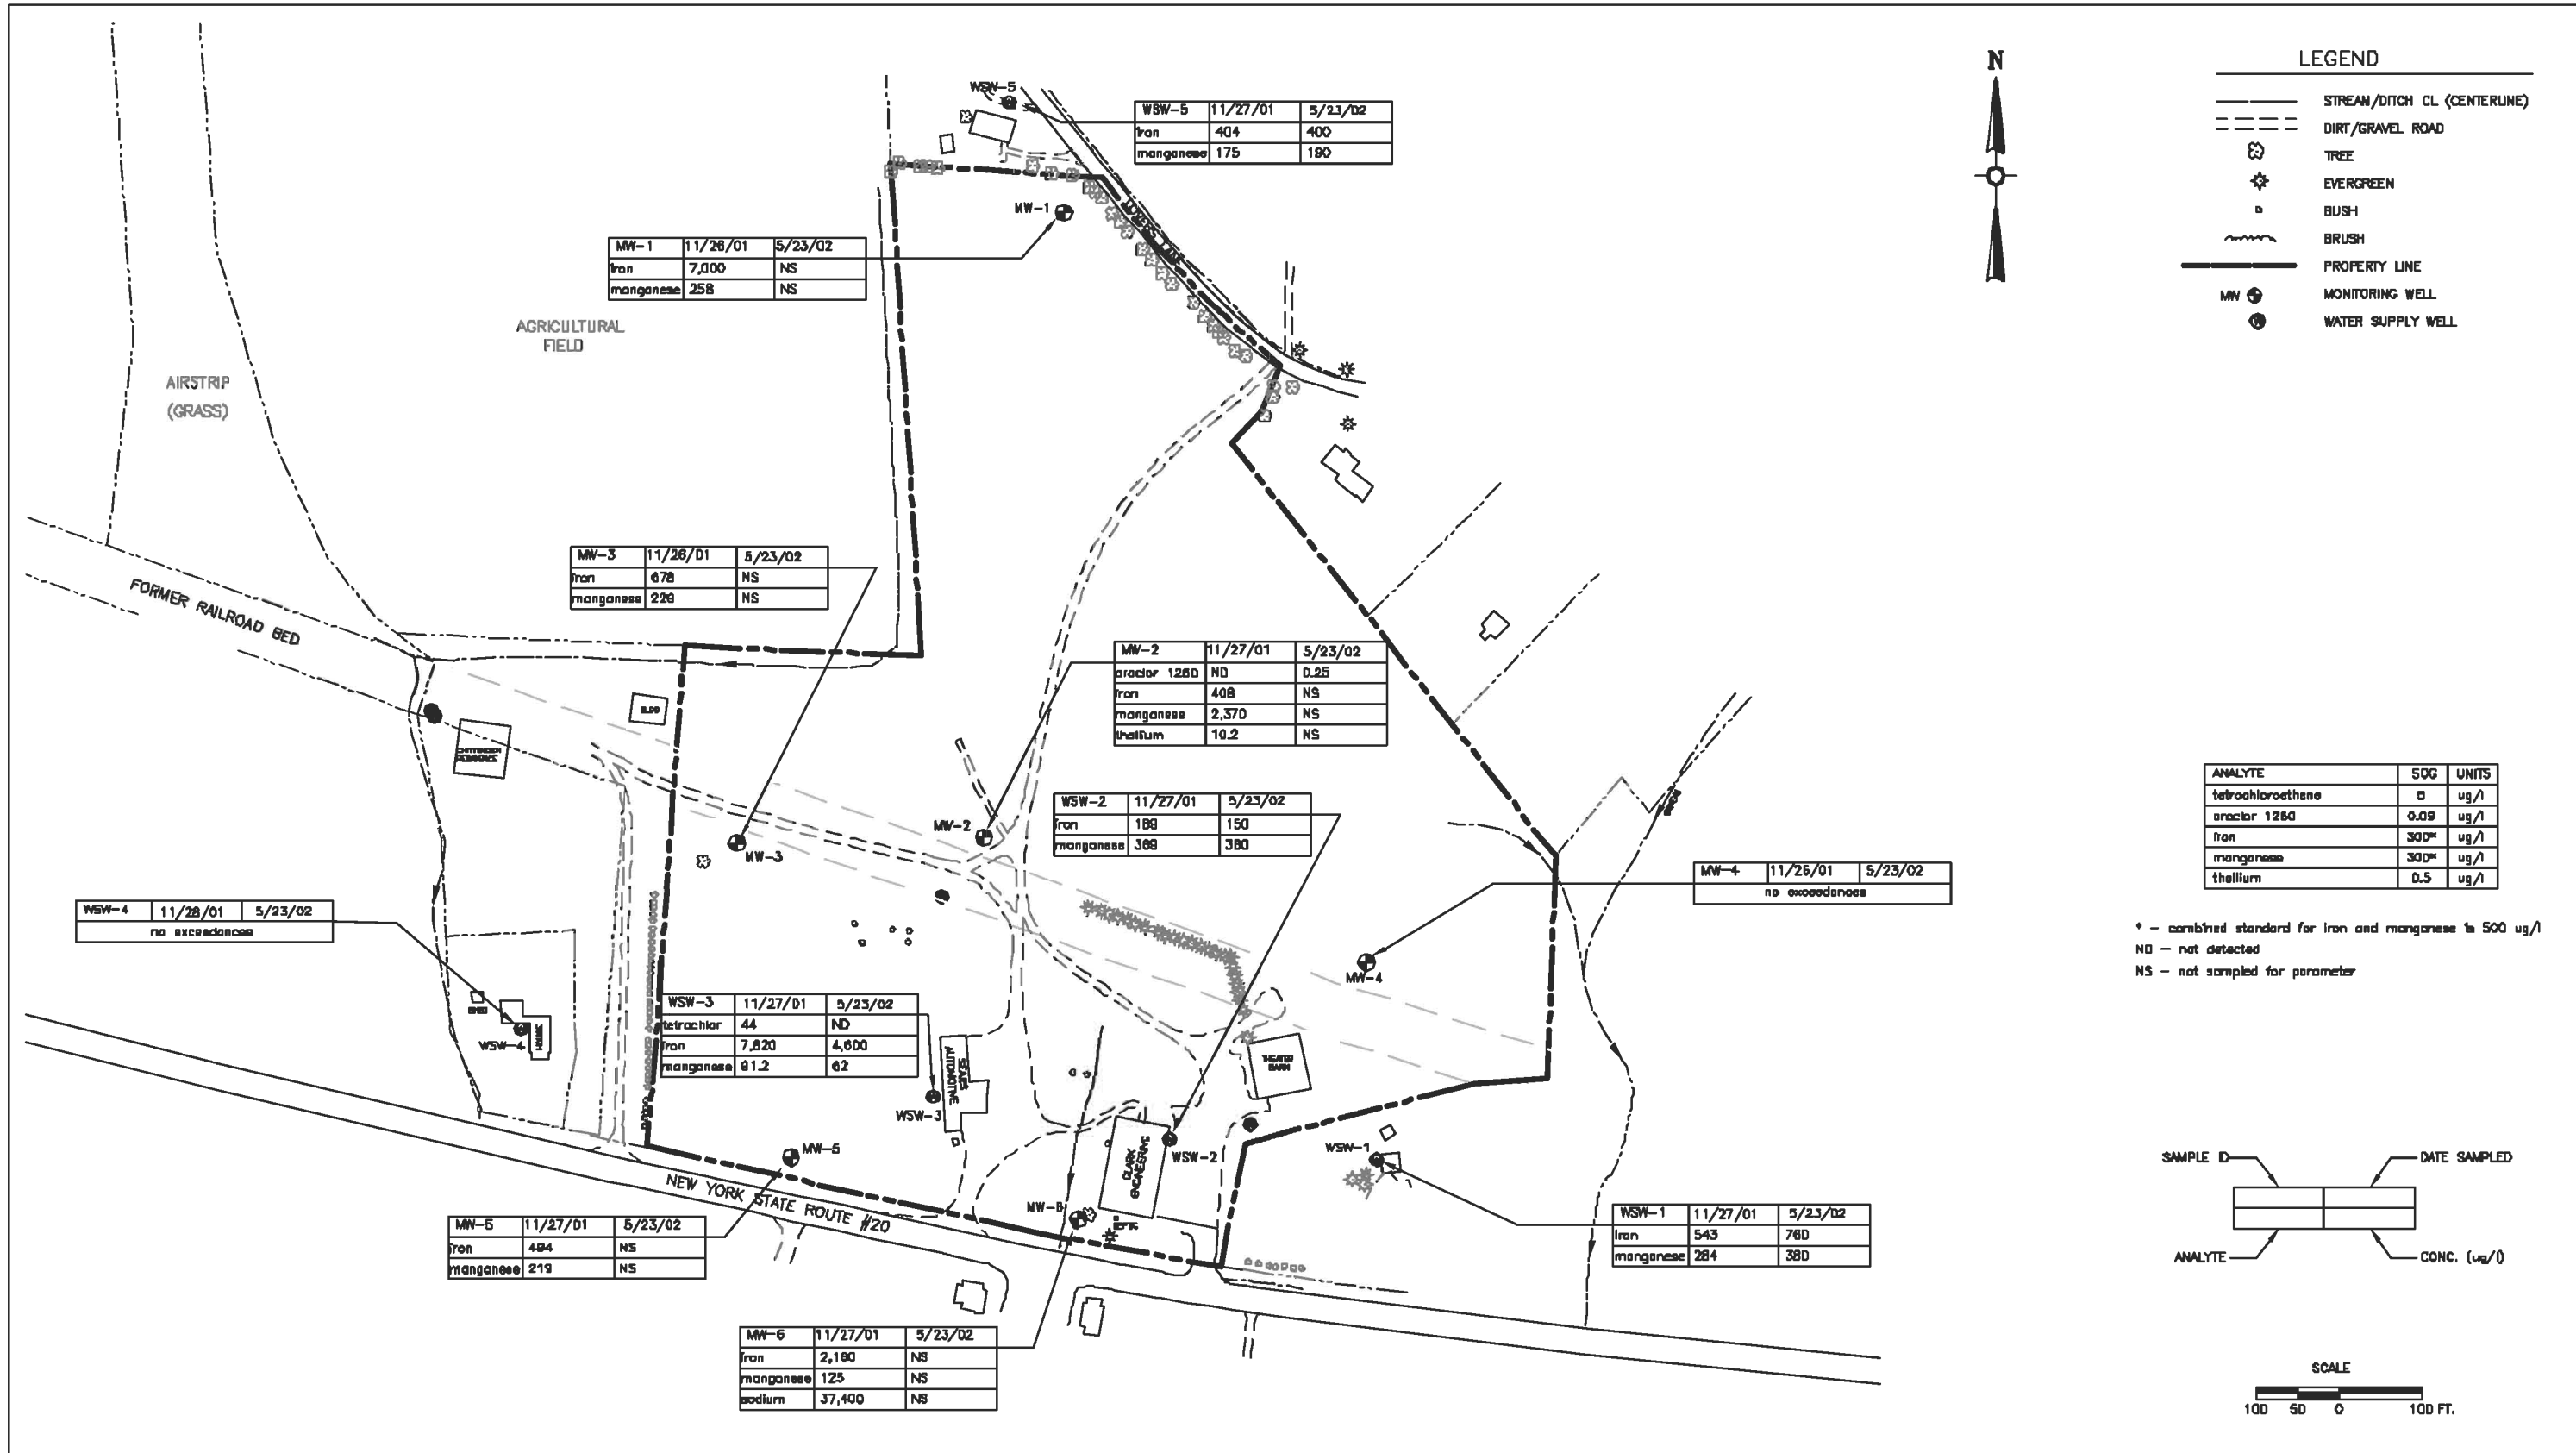 N
LEGEND
STREAM/DITCH CL (CENTERLINE)
DIRT/GRAVEL ROAD
TREE
EVERGREEN
BUSH
BRUSH
PROPERTY LINE
MW MONITORING WELL
WATER SUPPLY WELL
WSW-5
WSW-5 11/27/01 5/23/02
iron 404 400
manganese 175 190
MW-1
MW-1 11/26/01 5/23/02
iron 7,000 NS
manganese 258 NS
AGRICULTURAL
FIELD
AIRSTRIP
(GRASS)
FORMER RAILROAD BED
MW-3 11/26/01 5/23/02
iron 678 NS
manganese NS
MW-2 11/27/01 5/23/02
aroclor 1260 ND 0.25
iron 408 NS
manganese 2,370 NS
thallium 10.2 NS
BLDG
MW-2
MW-3
WSW-2 11/27/01 5/23/02
iron 150
manganese 369 380
MW-4 11/26/01 5/23/02
no exceedances
MW-4
WSW-4 11/28/01 5/23/02
no exceedances
SHED
HOUSE
WSW-4
WSW-3 11/27/01 5/23/02
tetrachlor 44 ND
iron 7,820 4,600
manganese 62
SEARS
AUTOMOTIVE
WSW-3
THEATER
BARN
CLARK
ENGINEERING
WSW-2
WSW-1
MW-5
MW-6
NEW YORK STATE ROUTE #20
MW-5 11/27/01 5/23/02
iron 484 NS
manganese 219 NS
WSW-1 11/27/01 5/23/02
iron 543 760
manganese 284 380
MW-6 11/27/01 5/23/02
iron 2,160 NS
manganese 125 NS
sodium 37,400 NS
ANALYTE SCG UNITS
tetrachloroethene 5 ug/l
aroclor 1260 0.09 ug/l
iron 300* ug/l
manganese 300* ug/l
thallium 0.5 ug/l
* - combined standard for iron and manganese is 500 ug/l
ND - not detected
NS - not sampled for parameter
SAMPLE ID
DATE SAMPLED
ANALYTE
CONC. (ug/l)
SCALE
100 50 0 100 FT.